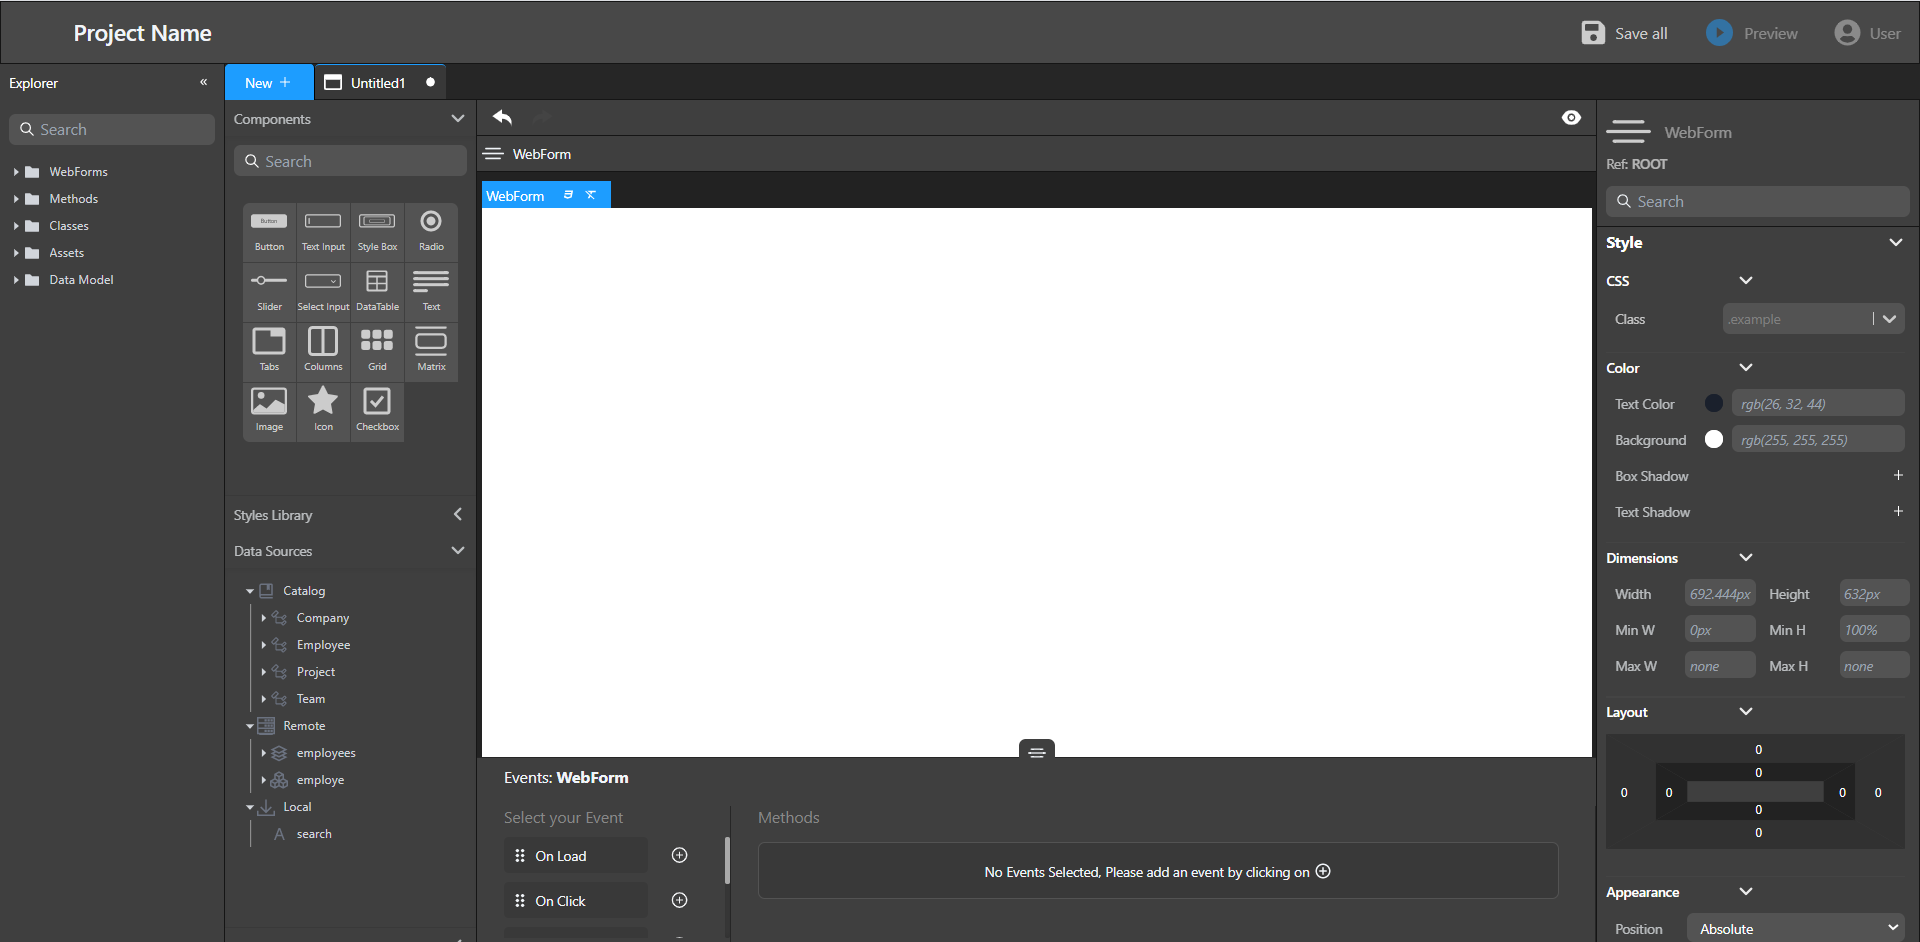 Project Name
Save all
Preview
User
Explorer
«
New +
Untitled1
Search
WebForms
Methods
Classes
Assets
Data Model
Components
Search
Button
Button Text Input Style Box Radio
Slider Select Input DataTable Text
Tabs Columns Grid Matrix
Image Icon Checkbox
Styles Library
Data Sources
Catalog
Company
Employee
Project
Team
Remote
employees
employe
Local
A search
WebForm
WebForm
Events: WebForm
Select your Event
On Load
On Click
Methods
No Events Selected, Please add an event by clicking on
WebForm
Ref: ROOT
Search
Style
CSS
Class .example
Color
Text Color rgb(26, 32, 44)
Background rgb(255, 255, 255)
Box Shadow +
Text Shadow +
Dimensions
Width 692.444px Height 632px
Min W 0px Min H 100%
Max W none Max H none
Layout
0
0
0 0 0 0
0
0
Appearance
Position Absolute